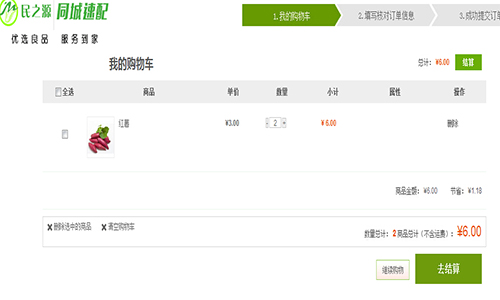 民之源 同城速配
优选良品 服务到家
1.我的购物车 2.填写核对订单信息 3.成功提交订单
我的购物车
总计：¥6.00 结算
全选 商品 单价 数量 小计 属性 操作
红薯 ¥3.00 - 2 + ¥6.00 删除
商品金额：¥6.00 节省：¥1.18
删除选中的商品 清空购物车
数量总计：2 商品总计（不含运费）：¥6.00
继续购物 去结算